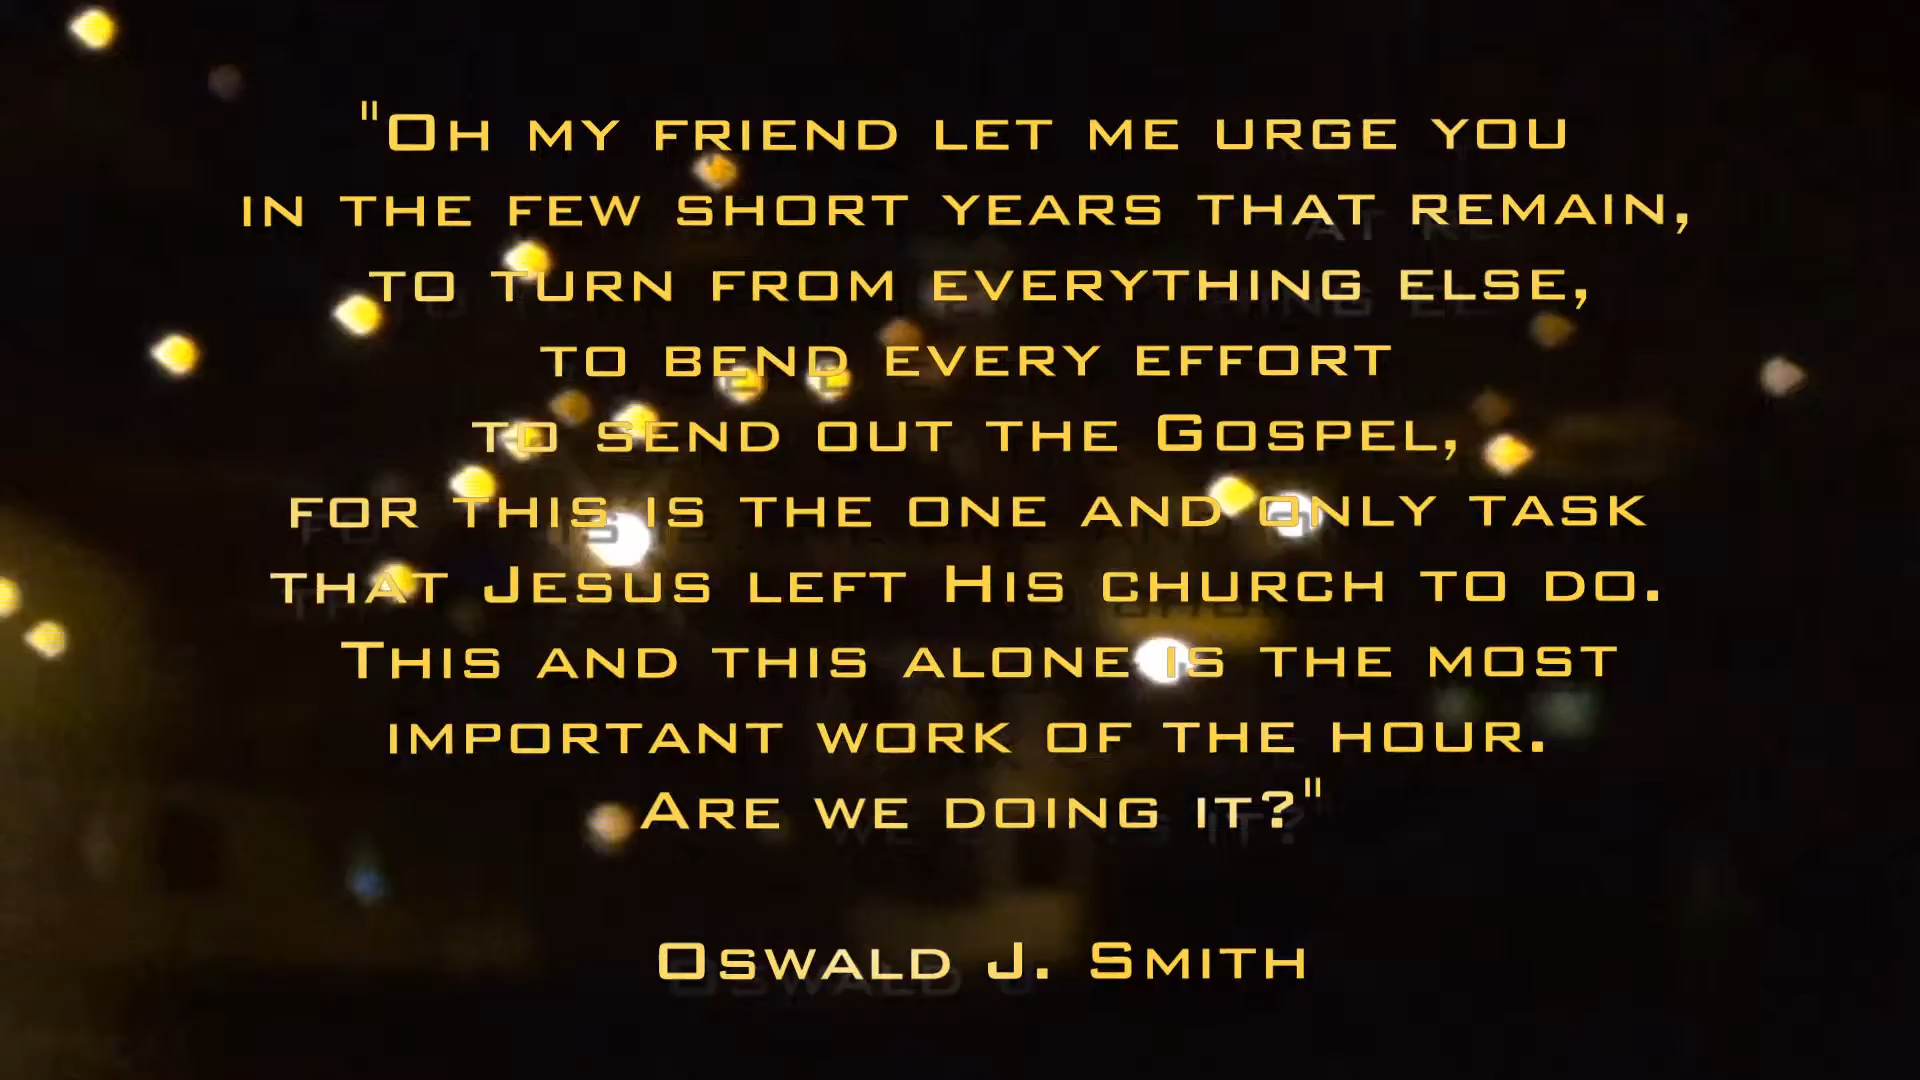 "Oh my friend let me urge you
in the few short years that remain,
to turn from everything else,
to bend every effort
to send out the Gospel,
for this is the one and only task
that Jesus left His church to do.
This and this alone is the most
important work of the hour.
Are we doing it?"
Oswald J. Smith